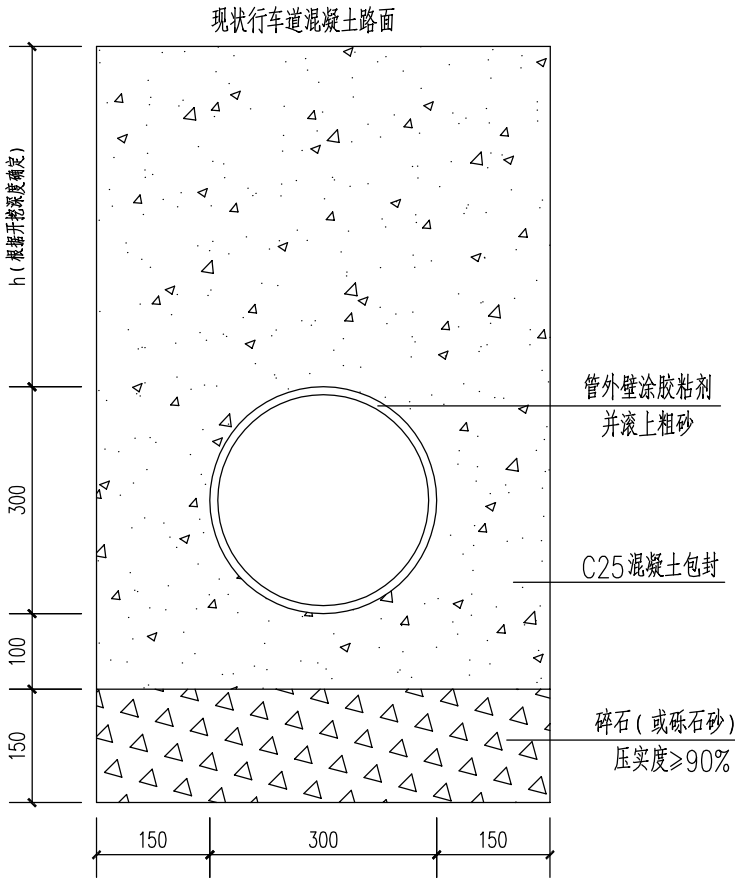 现状行车道混凝土路面
h（根据开挖深度确定）
管外壁涂胶粘剂
并滚上粗砂
300
C25混凝土包封
100
碎石（或砾石砂）
压实度≥90%
150
150
300
150